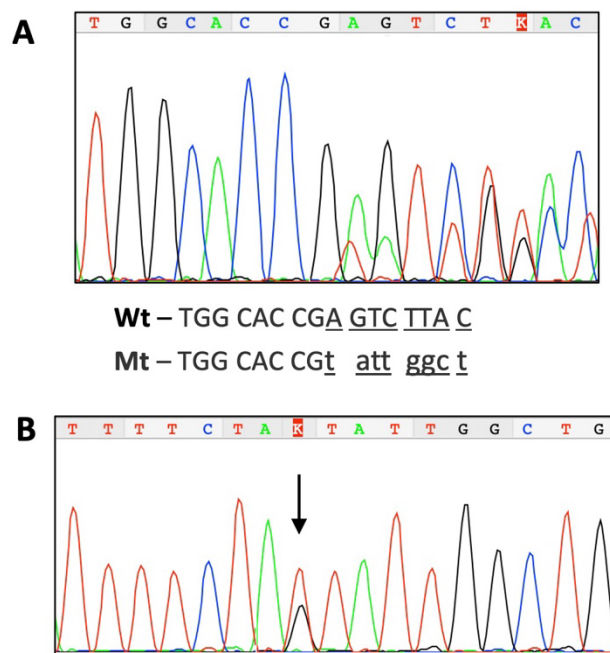 A
T G G C A C C G A G T C T K A C
Wt – TGG CAC CGA GTC TTA C
Mt – TGG CAC CGt att ggc t
B
T T T T C T A K T A T T G G C T G